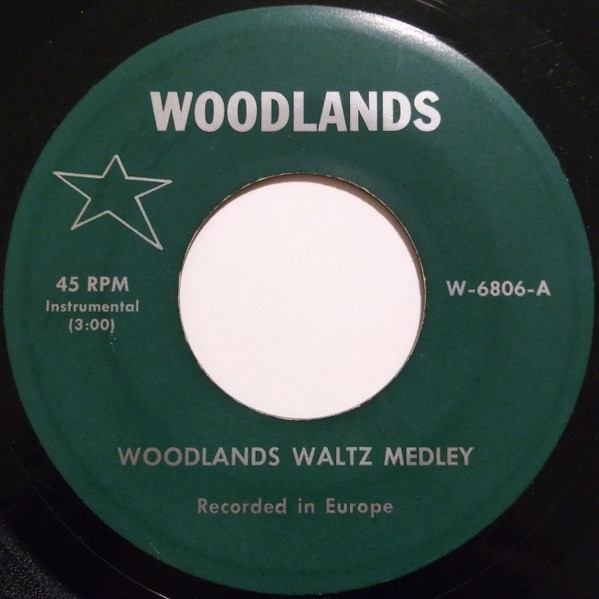 WOODLANDS
45 RPM
Instrumental
(3:00)
W-6806-A
WOODLANDS WALTZ MEDLEY
Recorded in Europe